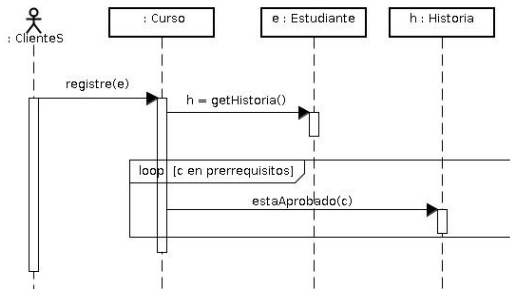 : ClienteS
: Curso
e : Estudiante
h : Historia
registre(e)
h = getHistoria()
loop [c en prerrequisitos]
estaAprobado(c)